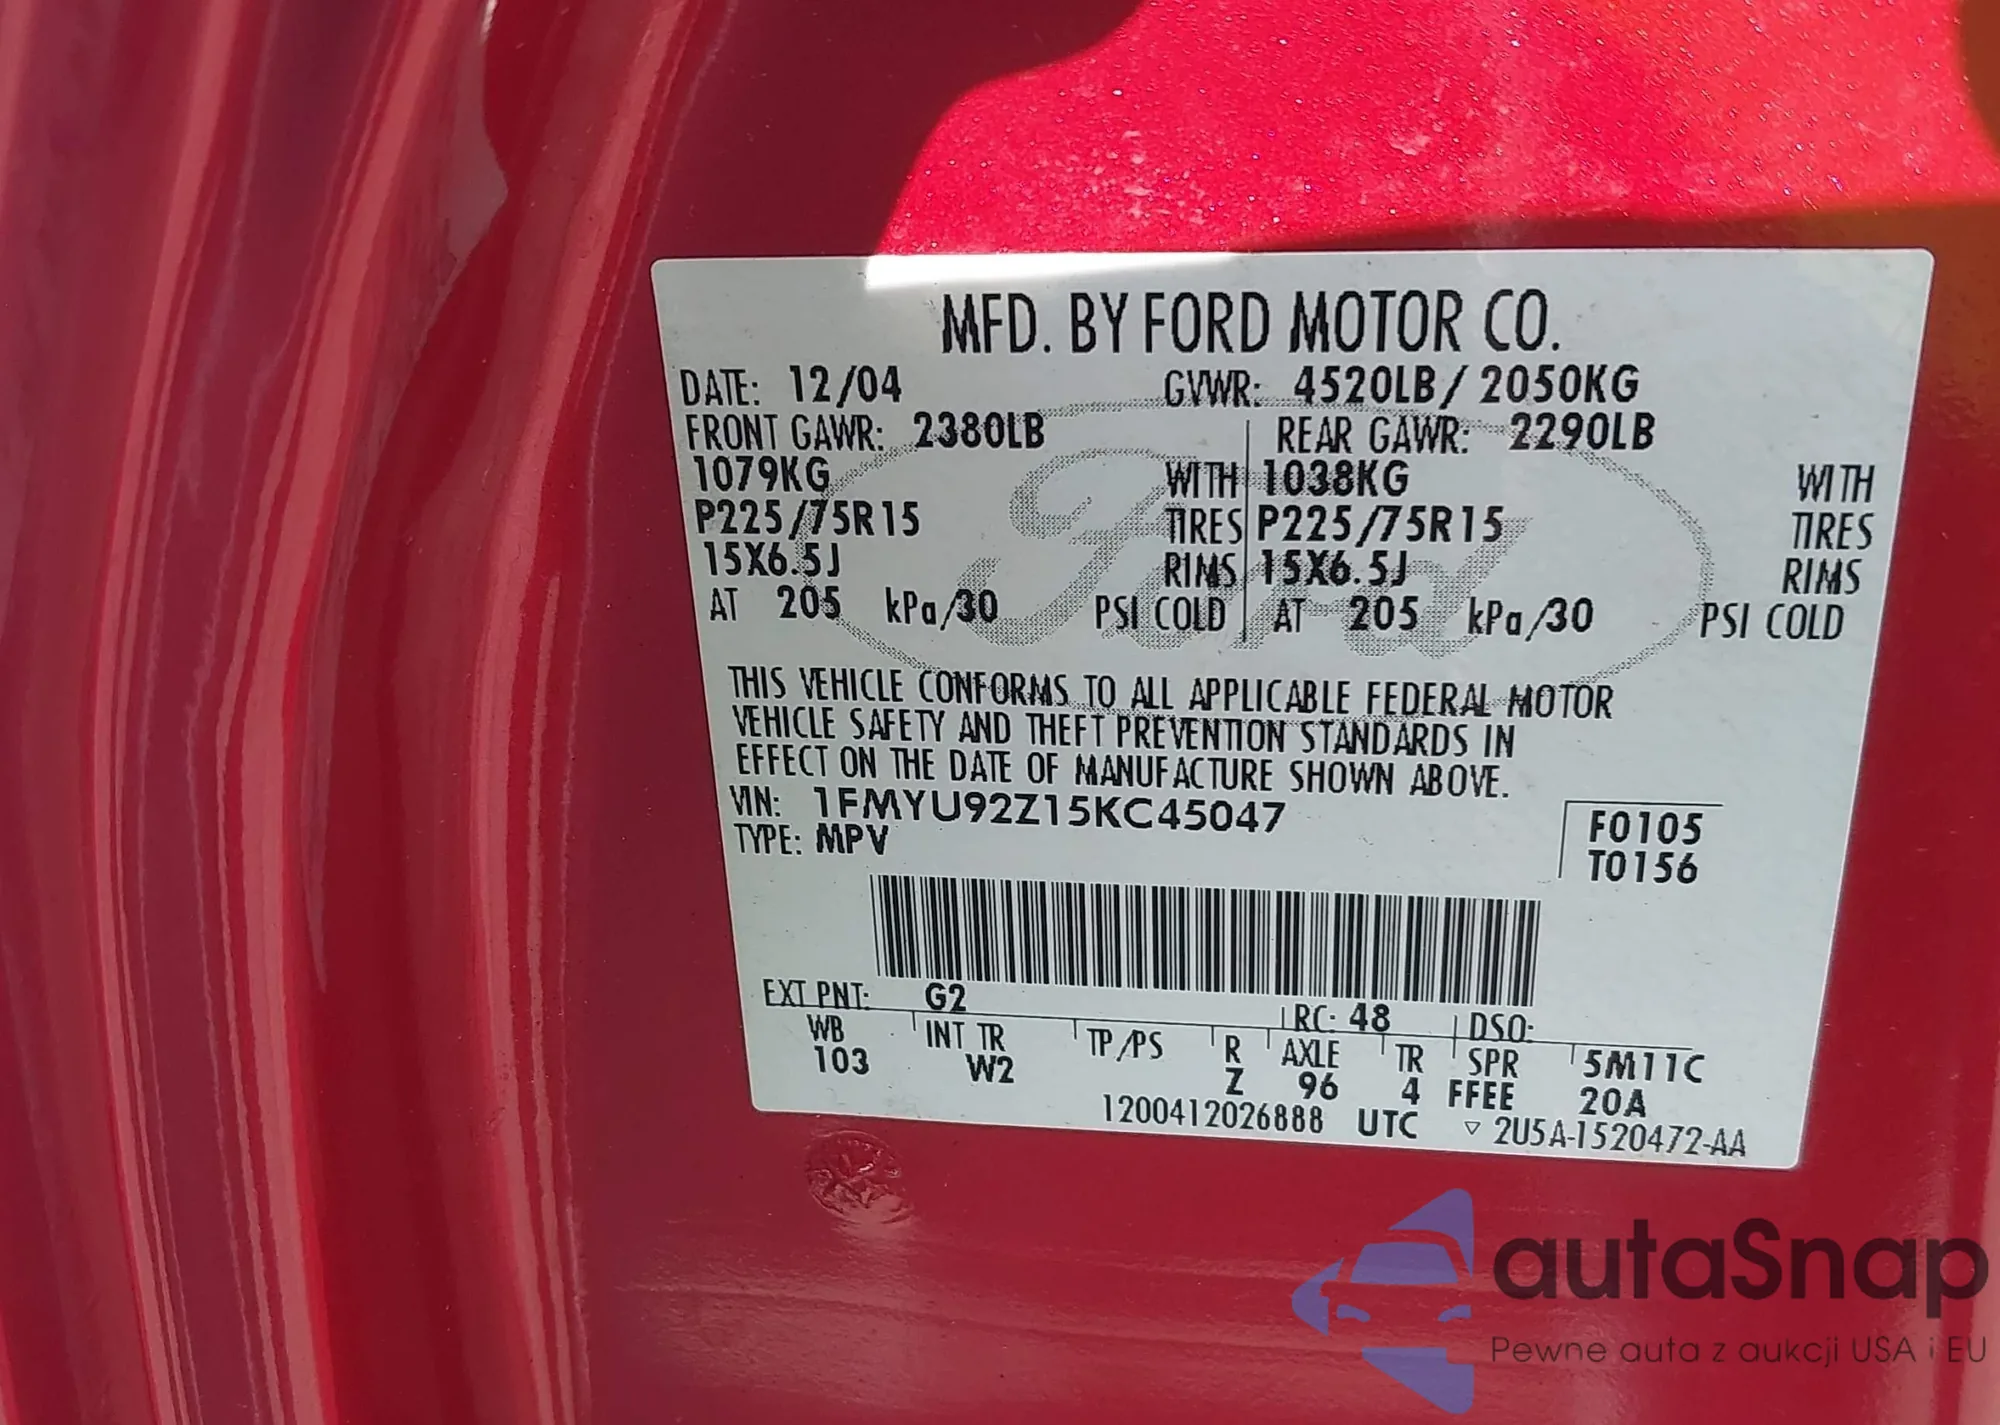 MFD. BY FORD MOTOR CO.
DATE: 12/04 GVWR: 4520LB/ 2050KG
FRONT GAWR: 2380LB REAR GAWR: 2290LB
1079KG WITH 1038KG WITH
P225/75R15 TIRES P225/75R15 TIRES
15X6.5J RIMS 15X6.5J RIMS
AT 205 kPa/30 PSI COLD AT 205 kPa/30 PSI COLD
Ford
THIS VEHICLE CONFORMS TO ALL APPLICABLE FEDERAL MOTOR
VEHICLE SAFETY AND THEFT PREVENTION STANDARDS IN
EFFECT ON THE DATE OF MANUFACTURE SHOWN ABOVE.
VIN: 1FMYU92Z15KC45047 F0105
TYPE: MPV T0156
EXT PNT: G2 RC: 48 DSO:
WB INT TR TP/PS R AXLE TR SPR 5M11C
103 W2 Z 96 4 FFEE 20A
1200412026888 UTC ▽ 2U5A-1520472-AA
autaSnap
Pewne auta z aukcji USA i EU